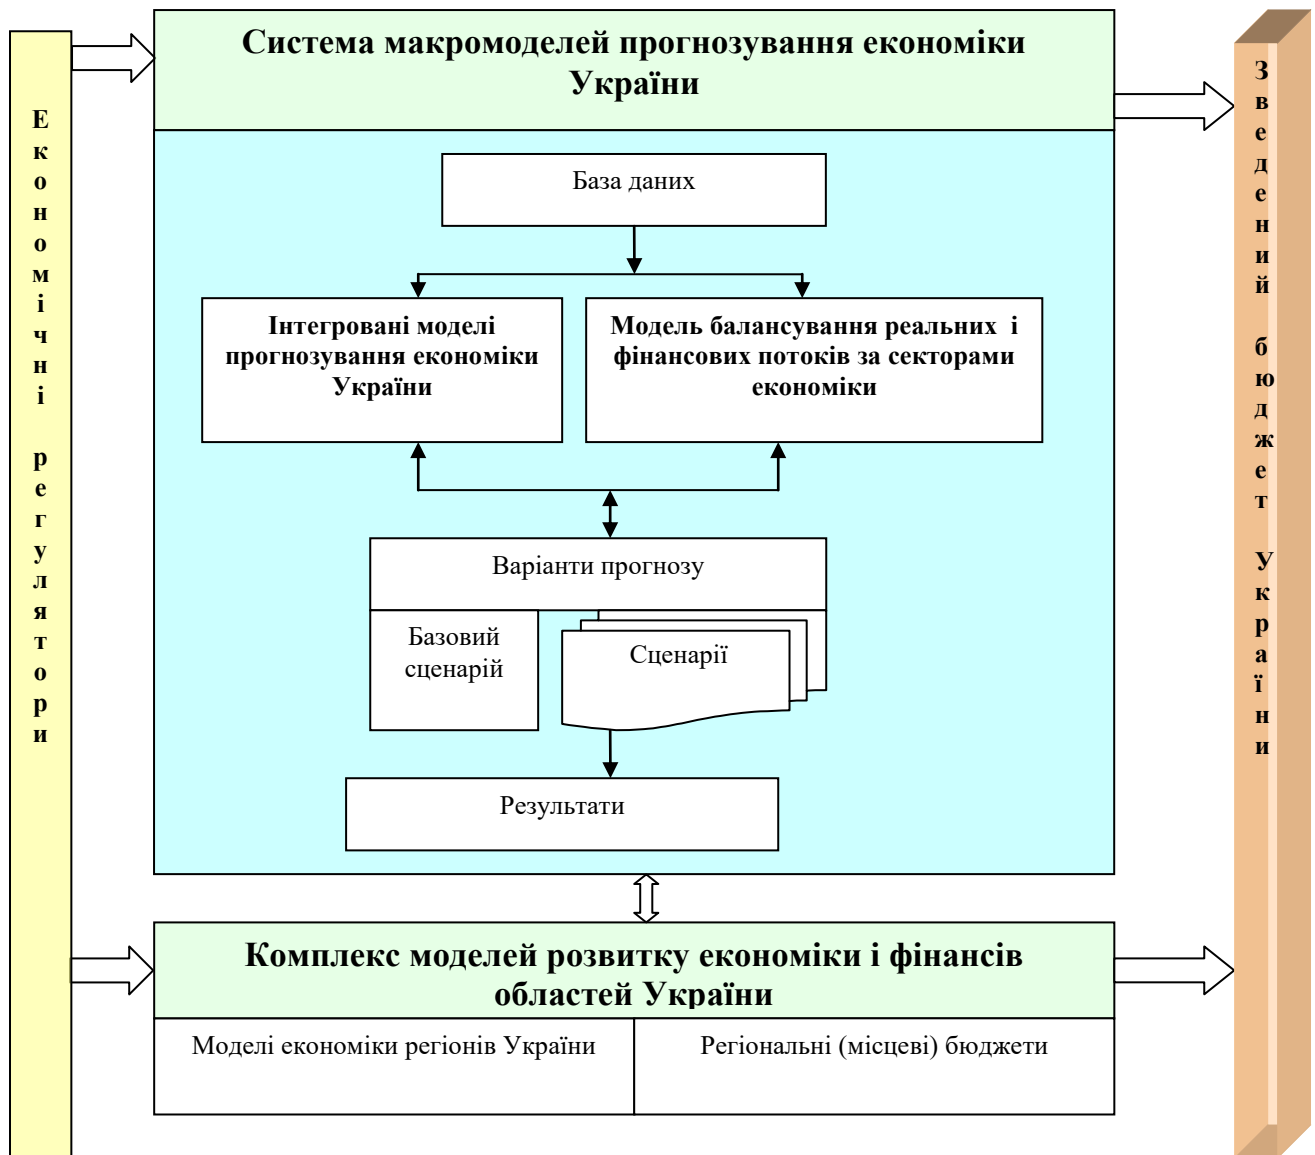 Економічні регулятори
Система макромоделей прогнозування економіки
України
База даних
Інтегровані моделі
прогнозування економіки
України
Модель балансування реальних і
фінансових потоків за секторами
економіки
Варіанти прогнозу
Базовий
сценарій
Сценарії
Результати
Комплекс моделей розвитку економіки і фінансів
областей України
Моделі економіки регіонів України
Регіональні (місцеві) бюджети
Зведений бюджет України